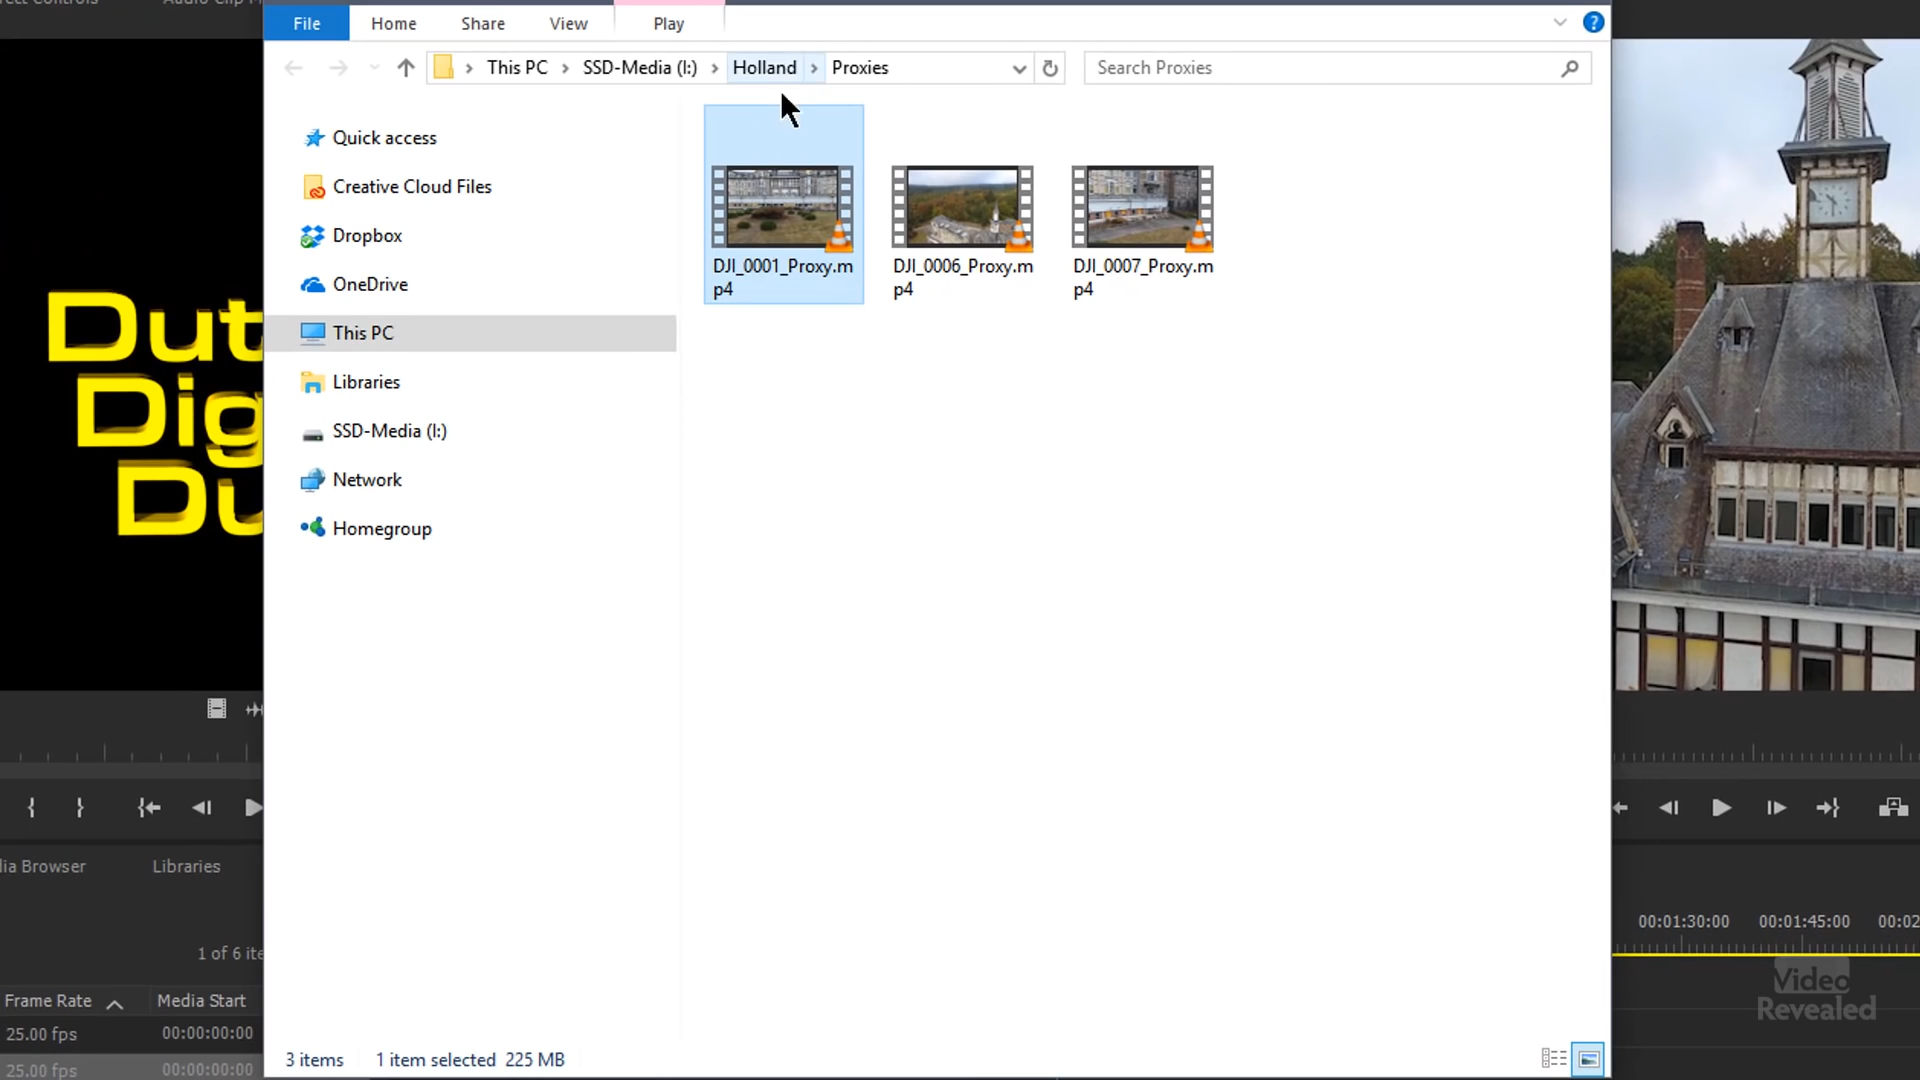 File Home Share View Play
This PC SSD-Media (I:) Holland Proxies
Search Proxies
Quick access
Creative Cloud Files
Dropbox
OneDrive
This PC
Libraries
SSD-Media (I:)
Network
Homegroup
DJI_0001_Proxy.m
p4
DJI_0006_Proxy.m
p4
DJI_0007_Proxy.m
p4
3 items 1 item selected 225 MB
Dut
Dig
Du
dia Browser Libraries
1 of 6 ite
Frame Rate Media Start
25.00 fps 00:00:00:00
25.00 fps 00:00:00:00
00:01:30:00 00:01:45:00 00:02
Video
Revealed